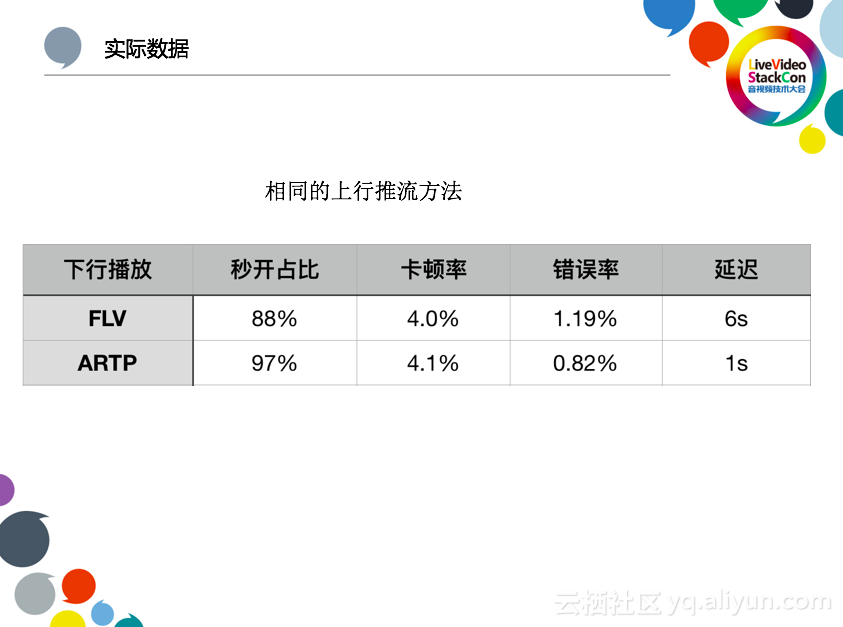 实际数据
LiveVideo
StackCon
音视频技术大会
相同的上行推流方法
下行播放 秒开占比 卡顿率 错误率 延迟
FLV 88% 4.0% 1.19% 6s
ARTP 97% 4.1% 0.82% 1s
云栖社区 yq.aliyun.com